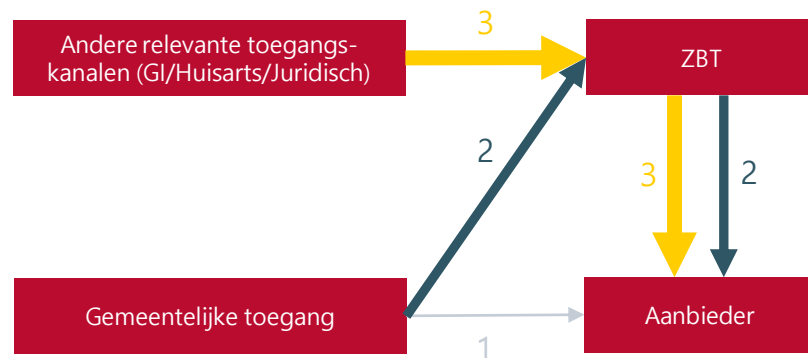 Andere relevante toegangs-
kanalen (GI/Huisarts/Juridisch)
3
ZBT
2
3
2
Gemeentelijke toegang
1
Aanbieder